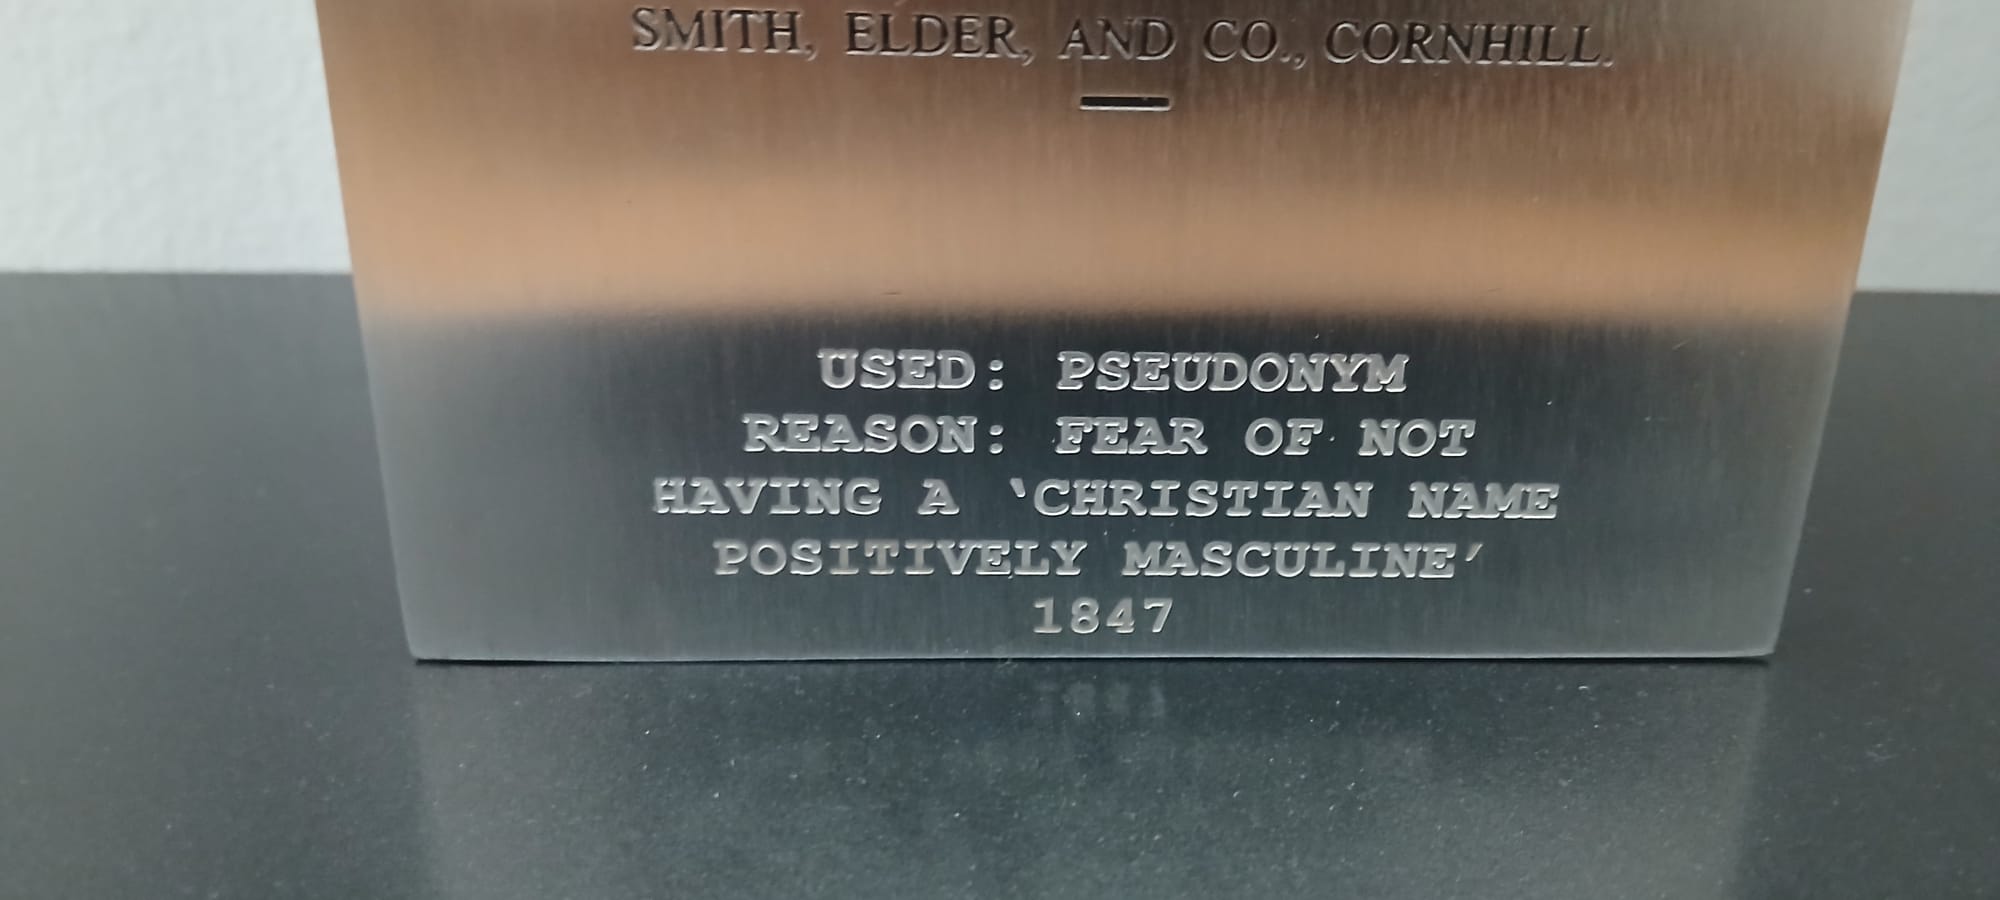 SMITH, ELDER, AND CO., CORNHILL.
USED: PSEUDONYM
REASON: FEAR OF NOT
HAVING A ‘CHRISTIAN NAME
POSITIVELY MASCULINE’
1847